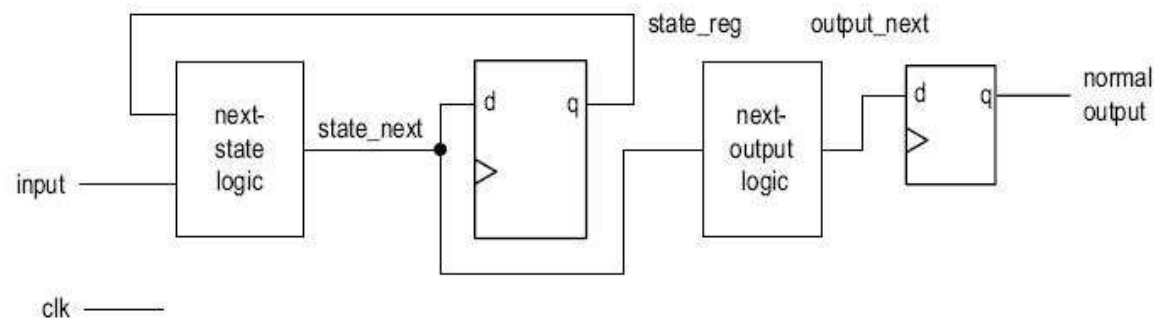 state_reg
output_next
next-
state
logic
state_next
d
q
next-
output
logic
d
q
normal
output
input
clk